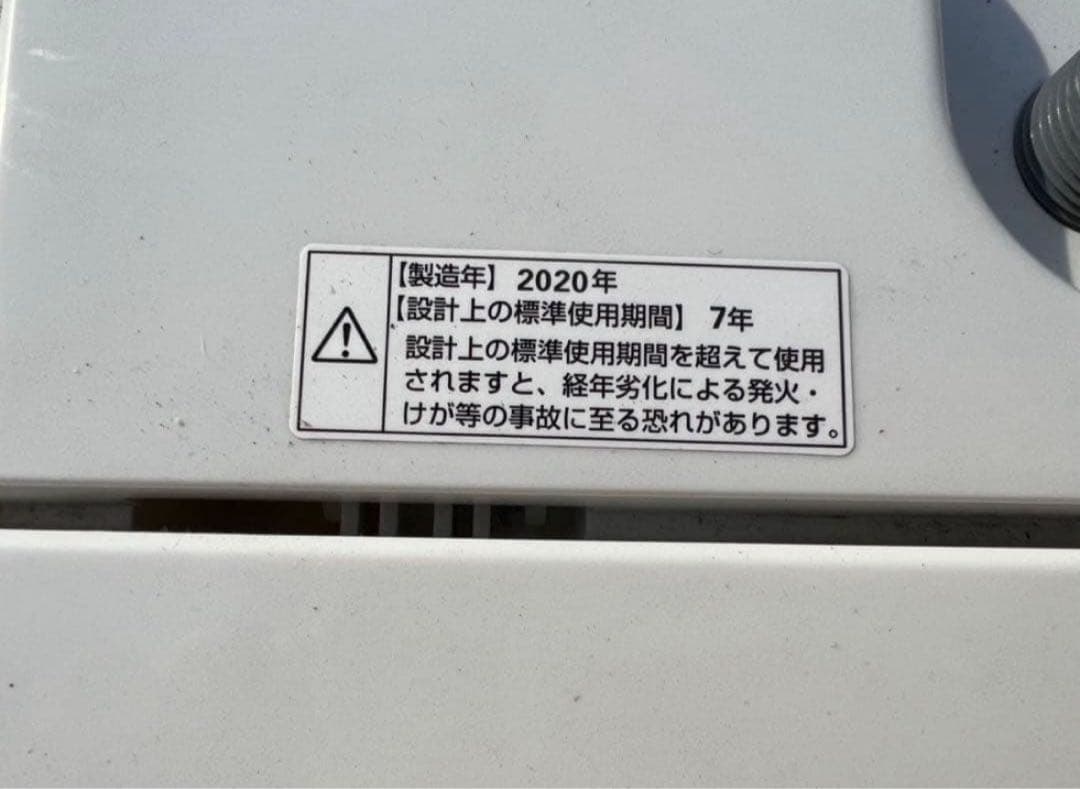 【製造年】 2020年
【設計上の標準使用期間】 7年
設計上の標準使用期間を超えて使用
されますと、経年劣化による発火・
けが等の事故に至る恐れがあります。